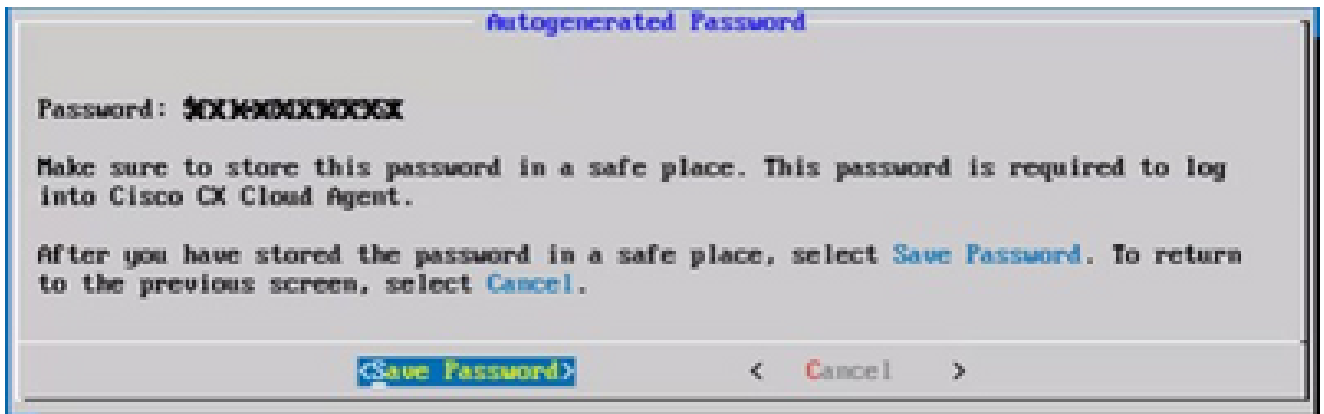 Autogenerated Password
Password:
Make sure to store this password in a safe place. This password is required to log
into Cisco CX Cloud Agent.
After you have stored the password in a safe place, select Save Password. To return
to the previous screen, select Cancel.
<Save Password> < Cancel >